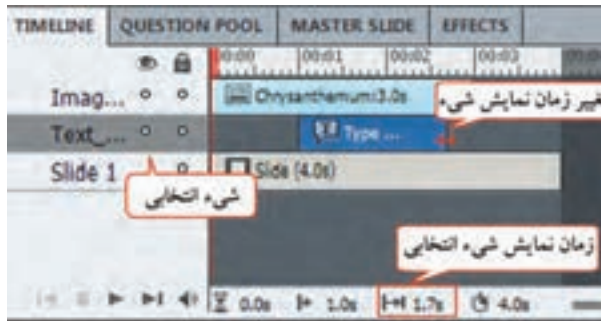 TIMELINE QUESTION POOL MASTER SLIDE EFFECTS
00:00 00:01 00:02 00:03
Imag... Chrysanthemum:3.0s
تغییر زمان نمایش شیء
Text_... Type ...
Slide 1 Slide (4.0s)
شیء انتخابی
زمان نمایش شیء انتخابی
0.0s 1.0s 1.7s 4.0s